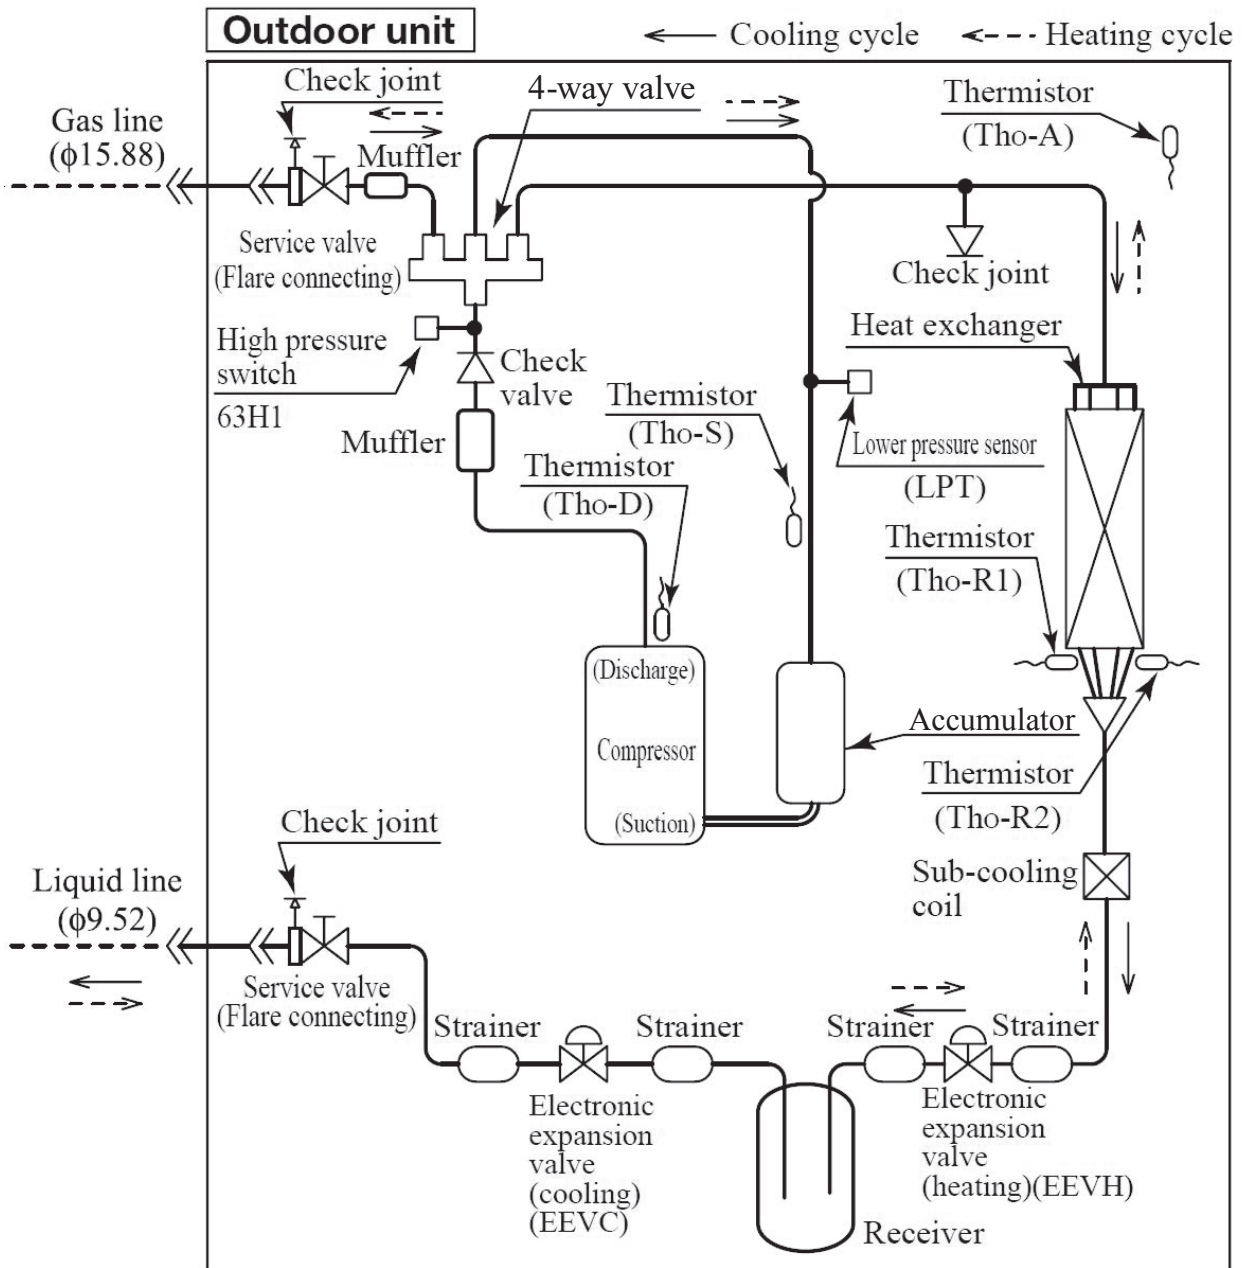 Outdoor unit
Cooling cycle
Heating cycle
Check joint
4-way valve
Thermistor
(Tho-A)
Gas line
(ϕ15.88)
Muffler
Service valve
(Flare connecting)
Check joint
High pressure
switch
63H1
Check
valve
Muffler
Heat exchanger
Thermistor
(Tho-S)
Lower pressure sensor
(LPT)
Thermistor
(Tho-D)
Thermistor
(Tho-R1)
(Discharge)
Compressor
(Suction)
Accumulator
Thermistor
(Tho-R2)
Check joint
Liquid line
(ϕ9.52)
Sub-cooling
coil
Service valve
(Flare connecting)
Strainer
Strainer
Strainer
Strainer
Electronic
expansion
valve
(cooling)
(EEVC)
Electronic
expansion
valve
(heating)(EEVH)
Receiver